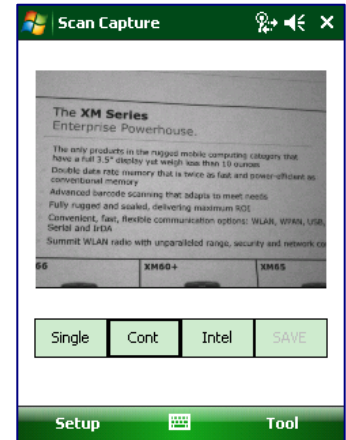 Scan Capture
The XM Series
Enterprise Powerhouse.
The only products in the rugged mobile computing category that
have a full 3.5" display yet weigh less than 10 ounces
Double data rate memory that is twice as fast and power-efficient as
conventional memory
Advanced barcode scanning that adapts to meet needs
Fully rugged and sealed, delivering maximum ROI
Convenient, fast, flexible communication options: WLAN, WPAN, USB,
Serial and IrDA
Summit WLAN radio with unparalleled range, security and network co
66 XM60+ XM65
Single Cont Intel SAVE
Setup Tool